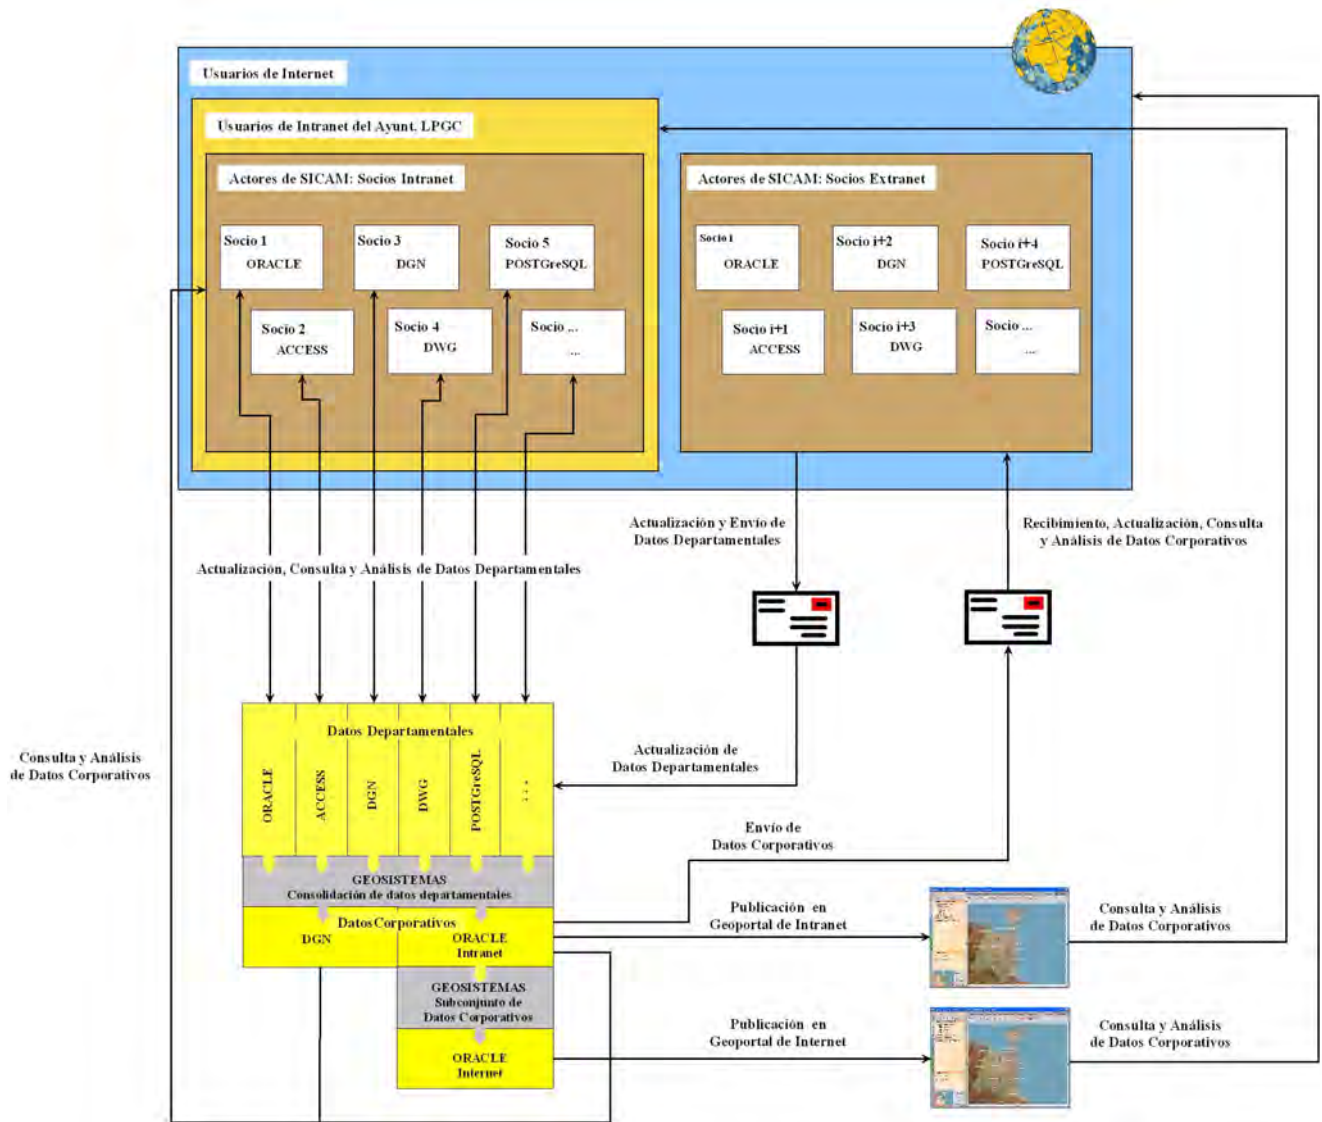 Usuarios de Internet
Usuarios de Intranet del Ayunt. LPGC
Actores de SICAM: Socios Intranet
Actores de SICAM: Socios Extranet
Socio 1
ORACLE
Socio 3
DGN
Socio 5
POSTGreSQL
Socio 2
ACCESS
Socio 4
DWG
Socio ...
...
Socio i
ORACLE
Socio i+2
DGN
Socio i+4
POSTGreSQL
Socio i+1
ACCESS
Socio i+3
DWG
Socio ...
...
Actualización y Envío de
Datos Departamentales
Recibimiento, Actualización, Consulta
y Análisis de Datos Corporativos
Actualización, Consulta y Análisis de Datos Departamentales
Consulta y Análisis
de Datos Corporativos
Datos Departamentales
ORACLE
ACCESS
DGN
DWG
POSTGreSQL
...
Actualización de
Datos Departamentales
GEOSISTEMAS
Consolidación de datos departamentales
Envío de
Datos Corporativos
DatosCorporativos
DGN
ORACLE
Intranet
Publicación en
Geoportal de Intranet
Consulta y Análisis
de Datos Corporativos
GEOSISTEMAS
Subconjunto de
Datos Corporativos
ORACLE
Internet
Publicación en
Geoportal de Internet
Consulta y Análisis
de Datos Corporativos